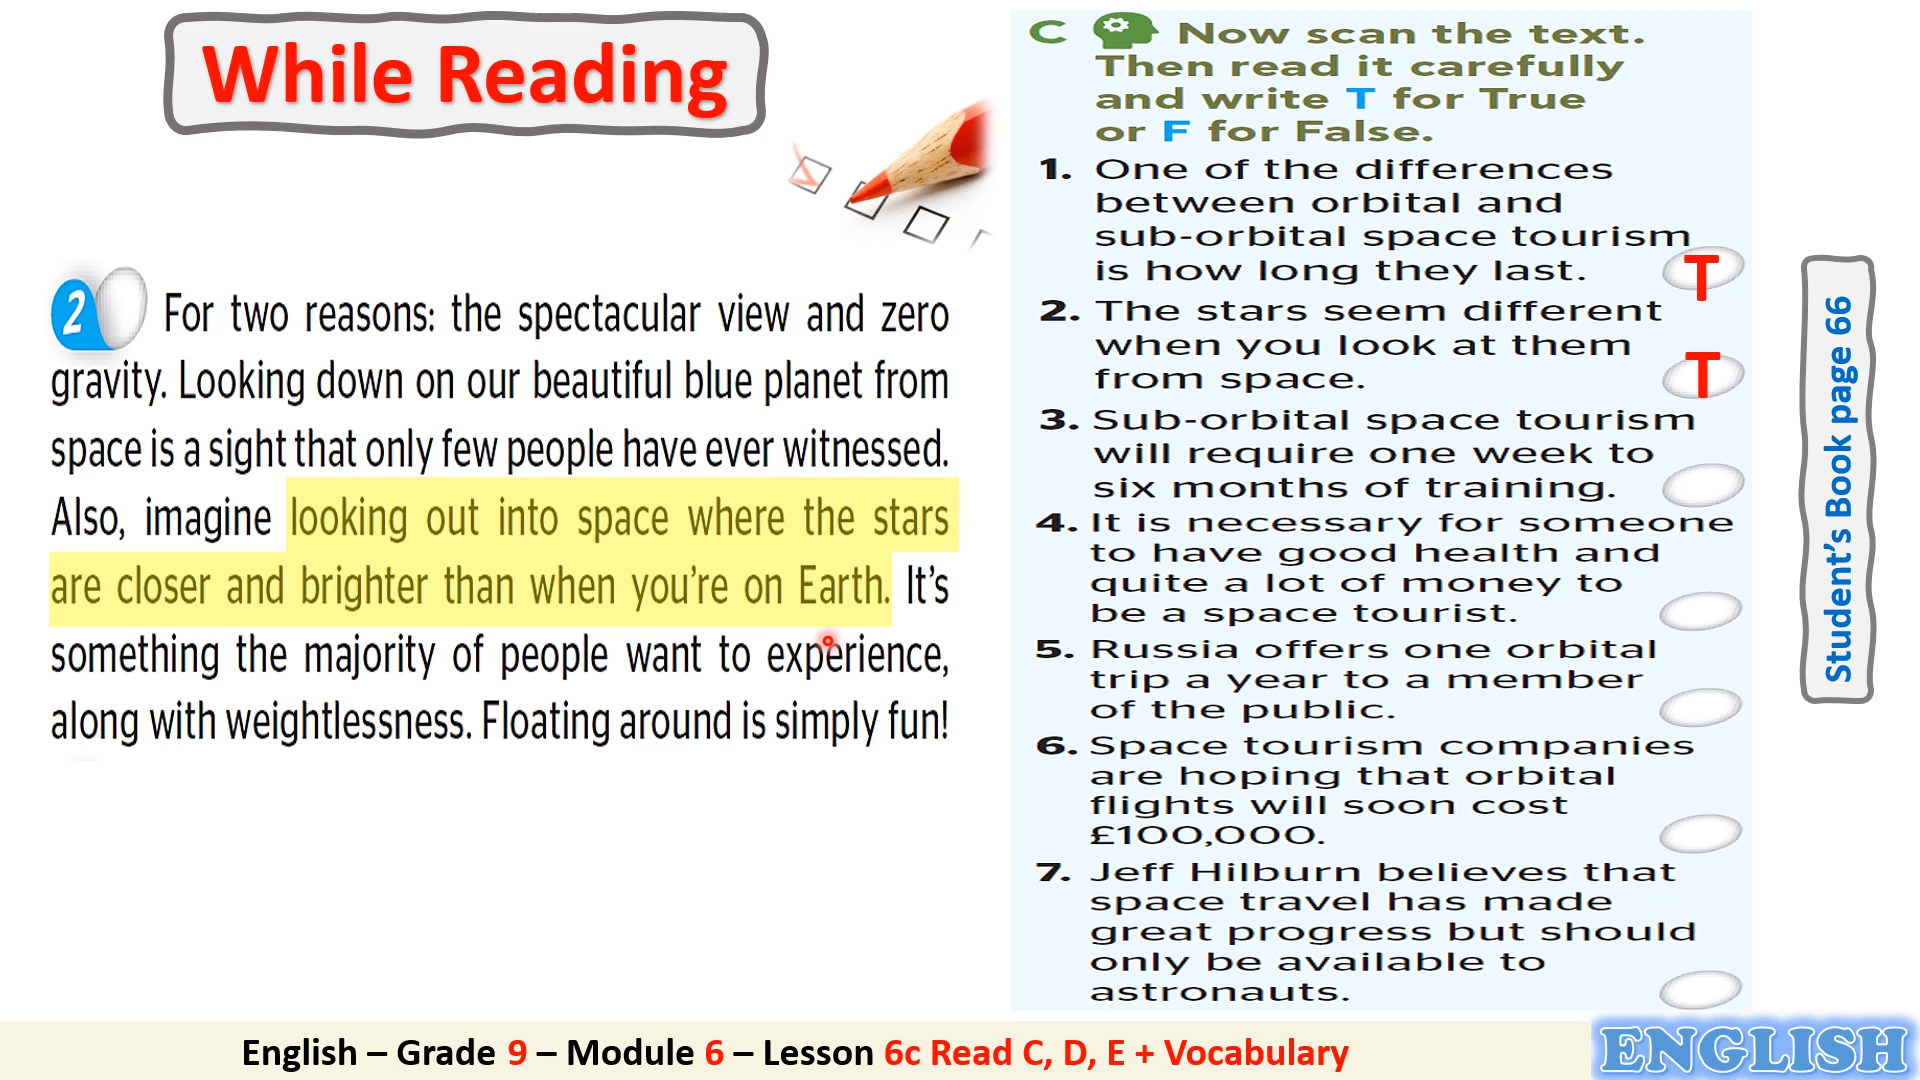 While Reading
2 For two reasons: the spectacular view and zero
gravity. Looking down on our beautiful blue planet from
space is a sight that only few people have ever witnessed.
Also, imagine looking out into space where the stars
are closer and brighter than when you're on Earth. It's
something the majority of people want to experience,
along with weightlessness. Floating around is simply fun!
C Now scan the text.
Then read it carefully
and write T for True
or F for False.
1. One of the differences
between orbital and
sub-orbital space tourism
is how long they last. T
2. The stars seem different
when you look at them
from space. T
3. Sub-orbital space tourism
will require one week to
six months of training.
4. It is necessary for someone
to have good health and
quite a lot of money to
be a space tourist.
5. Russia offers one orbital
trip a year to a member
of the public.
6. Space tourism companies
are hoping that orbital
flights will soon cost
£100,000.
7. Jeff Hilburn believes that
space travel has made
great progress but should
only be available to
astronauts.
Student's Book page 66
English – Grade 9 – Module 6 – Lesson 6c Read C, D, E + Vocabulary
ENGLISH